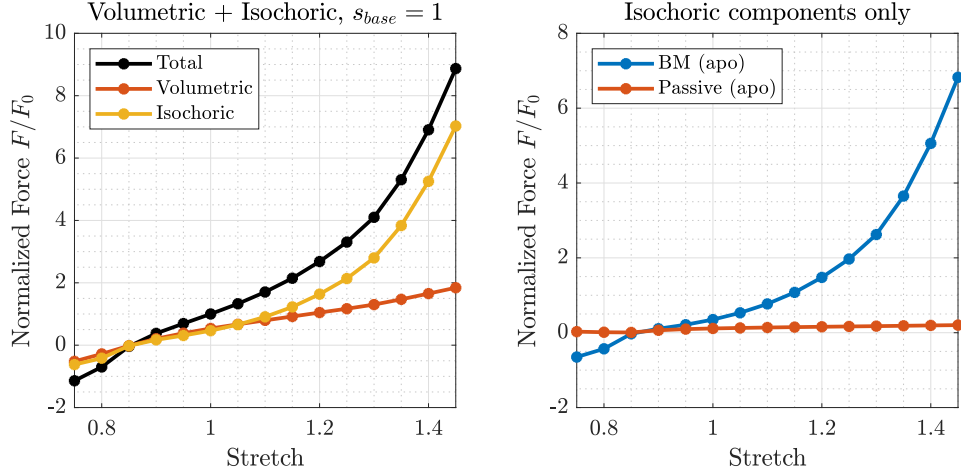 Volumetric + Isochoric, s_base = 1
Normalized Force F/F_0
10
8
6
4
2
0
-2
Total
Volumetric
Isochoric
0.8
1
1.2
1.4
Stretch
Isochoric components only
Normalized Force F/F_0
8
6
4
2
0
-2
BM (apo)
Passive (apo)
0.8
1
1.2
1.4
Stretch